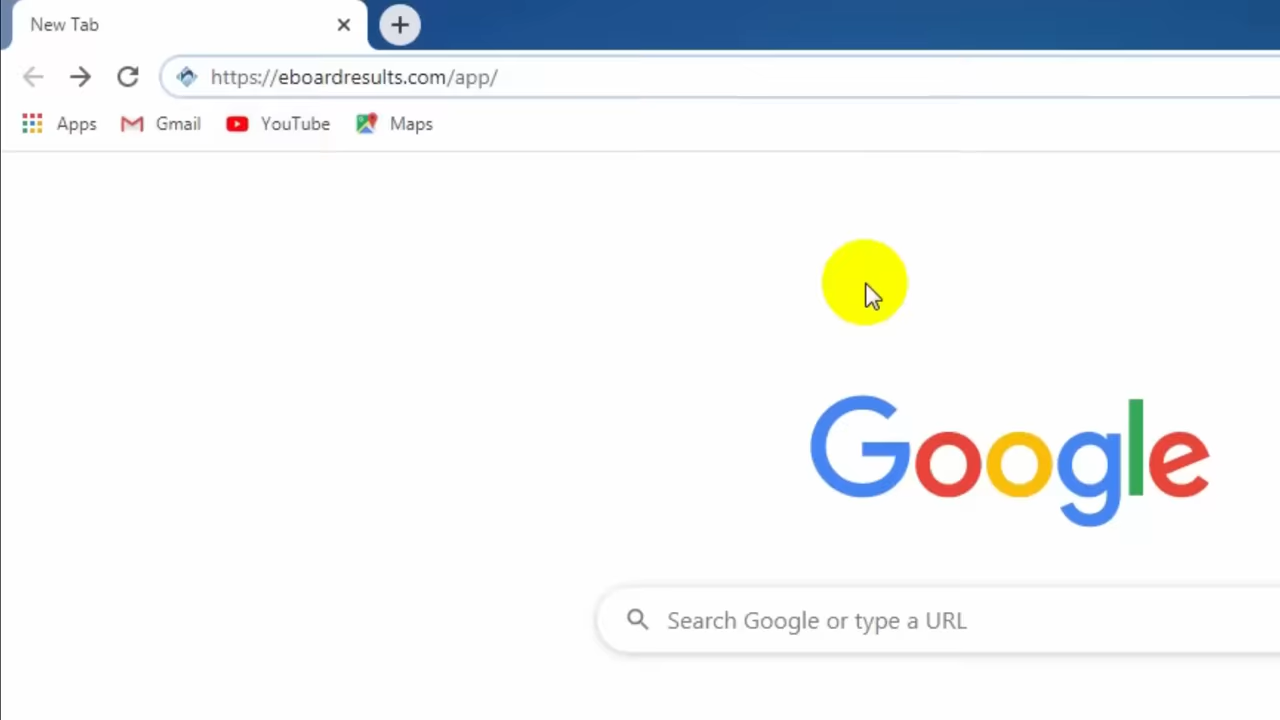 New Tab
https://eboardresults.com/app/
Apps Gmail YouTube Maps
Google
Search Google or type a URL